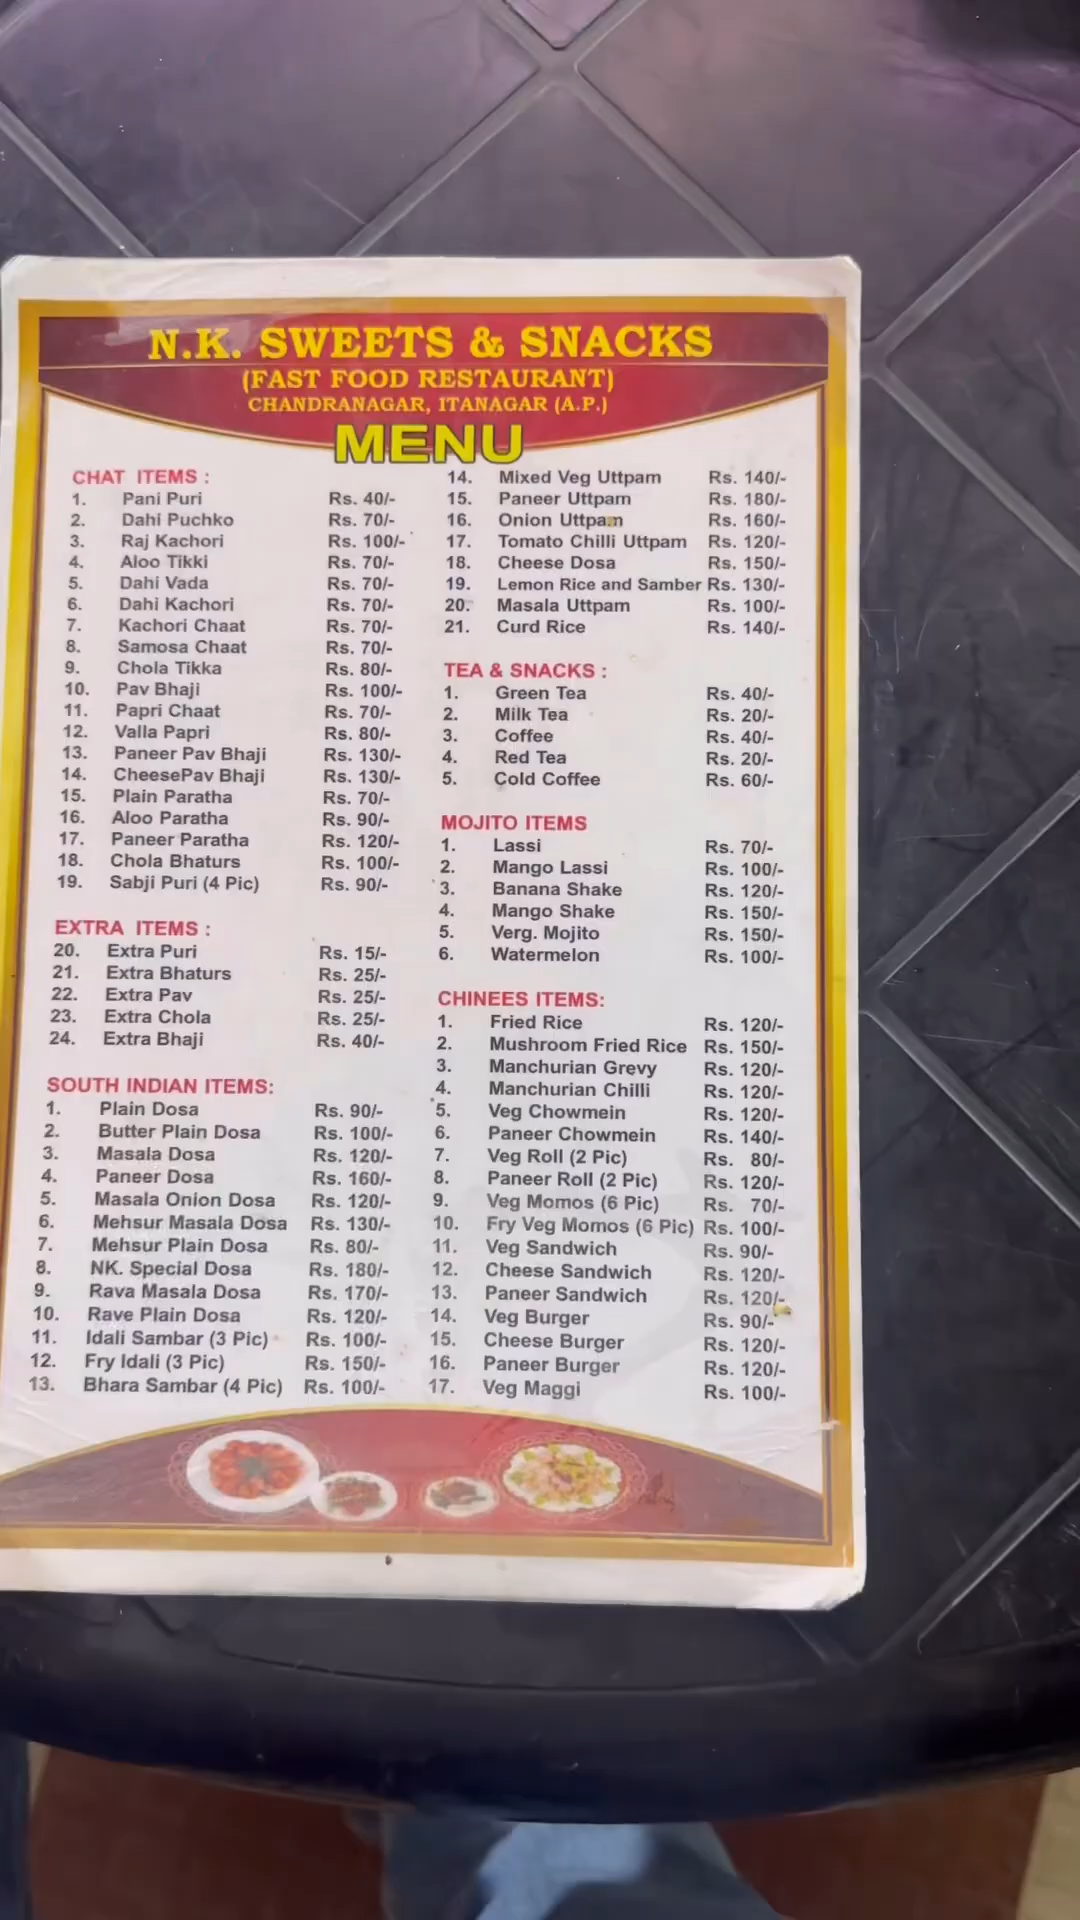 N.K. SWEETS & SNACKS
(FAST FOOD RESTAURANT)
CHANDRANAGAR, ITANAGAR (A.P.)
MENU
CHAT ITEMS :
1. Pani Puri Rs. 40/-
2. Dahi Puchko Rs. 70/-
3. Raj Kachori Rs. 100/-
4. Aloo Tikki Rs. 70/-
5. Dahi Vada Rs. 70/-
6. Dahi Kachori Rs. 70/-
7. Kachori Chaat Rs. 70/-
8. Samosa Chaat Rs. 70/-
9. Chola Tikka Rs. 80/-
10. Pav Bhaji Rs. 100/-
11. Papri Chaat Rs. 70/-
12. Valla Papri Rs. 80/-
13. Paneer Pav Bhaji Rs. 130/-
14. CheesePav Bhaji Rs. 130/-
15. Plain Paratha Rs. 70/-
16. Aloo Paratha Rs. 90/-
17. Paneer Paratha Rs. 120/-
18. Chola Bhaturs Rs. 100/-
19. Sabji Puri (4 Pic) Rs. 90/-
EXTRA ITEMS :
20. Extra Puri Rs. 15/-
21. Extra Bhaturs Rs. 25/-
22. Extra Pav Rs. 25/-
23. Extra Chola Rs. 25/-
24. Extra Bhaji Rs. 40/-
SOUTH INDIAN ITEMS:
1. Plain Dosa Rs. 90/-
2. Butter Plain Dosa Rs. 100/-
3. Masala Dosa Rs. 120/-
4. Paneer Dosa Rs. 160/-
5. Masala Onion Dosa Rs. 120/-
6. Mehsur Masala Dosa Rs. 130/-
7. Mehsur Plain Dosa Rs. 80/-
8. NK. Special Dosa Rs. 180/-
9. Rava Masala Dosa Rs. 170/-
10. Rave Plain Dosa Rs. 120/-
11. Idali Sambar (3 Pic) Rs. 100/-
12. Fry Idali (3 Pic) Rs. 150/-
13. Bhara Sambar (4 Pic) Rs. 100/-
14. Mixed Veg Uttpam Rs. 140/-
15. Paneer Uttpam Rs. 180/-
16. Onion Uttpam Rs. 160/-
17. Tomato Chilli Uttpam Rs. 120/-
18. Cheese Dosa Rs. 150/-
19. Lemon Rice and Samber Rs. 130/-
20. Masala Uttpam Rs. 100/-
21. Curd Rice Rs. 140/-
TEA & SNACKS :
1. Green Tea Rs. 40/-
2. Milk Tea Rs. 20/-
3. Coffee Rs. 40/-
4. Red Tea Rs. 20/-
5. Cold Coffee Rs. 60/-
MOJITO ITEMS
1. Lassi Rs. 70/-
2. Mango Lassi Rs. 100/-
3. Banana Shake Rs. 120/-
4. Mango Shake Rs. 150/-
5. Verg. Mojito Rs. 150/-
6. Watermelon Rs. 100/-
CHINEES ITEMS:
1. Fried Rice Rs. 120/-
2. Mushroom Fried Rice Rs. 150/-
3. Manchurian Grevy Rs. 120/-
4. Manchurian Chilli Rs. 120/-
5. Veg Chowmein Rs. 120/-
6. Paneer Chowmein Rs. 140/-
7. Veg Roll (2 Pic) Rs. 80/-
8. Paneer Roll (2 Pic) Rs. 120/-
9. Veg Momos (6 Pic) Rs. 70/-
10. Fry Veg Momos (6 Pic) Rs. 100/-
11. Veg Sandwich Rs. 90/-
12. Cheese Sandwich Rs. 120/-
13. Paneer Sandwich Rs. 120/-
14. Veg Burger Rs. 90/-
15. Cheese Burger Rs. 120/-
16. Paneer Burger Rs. 120/-
17. Veg Maggi Rs. 100/-